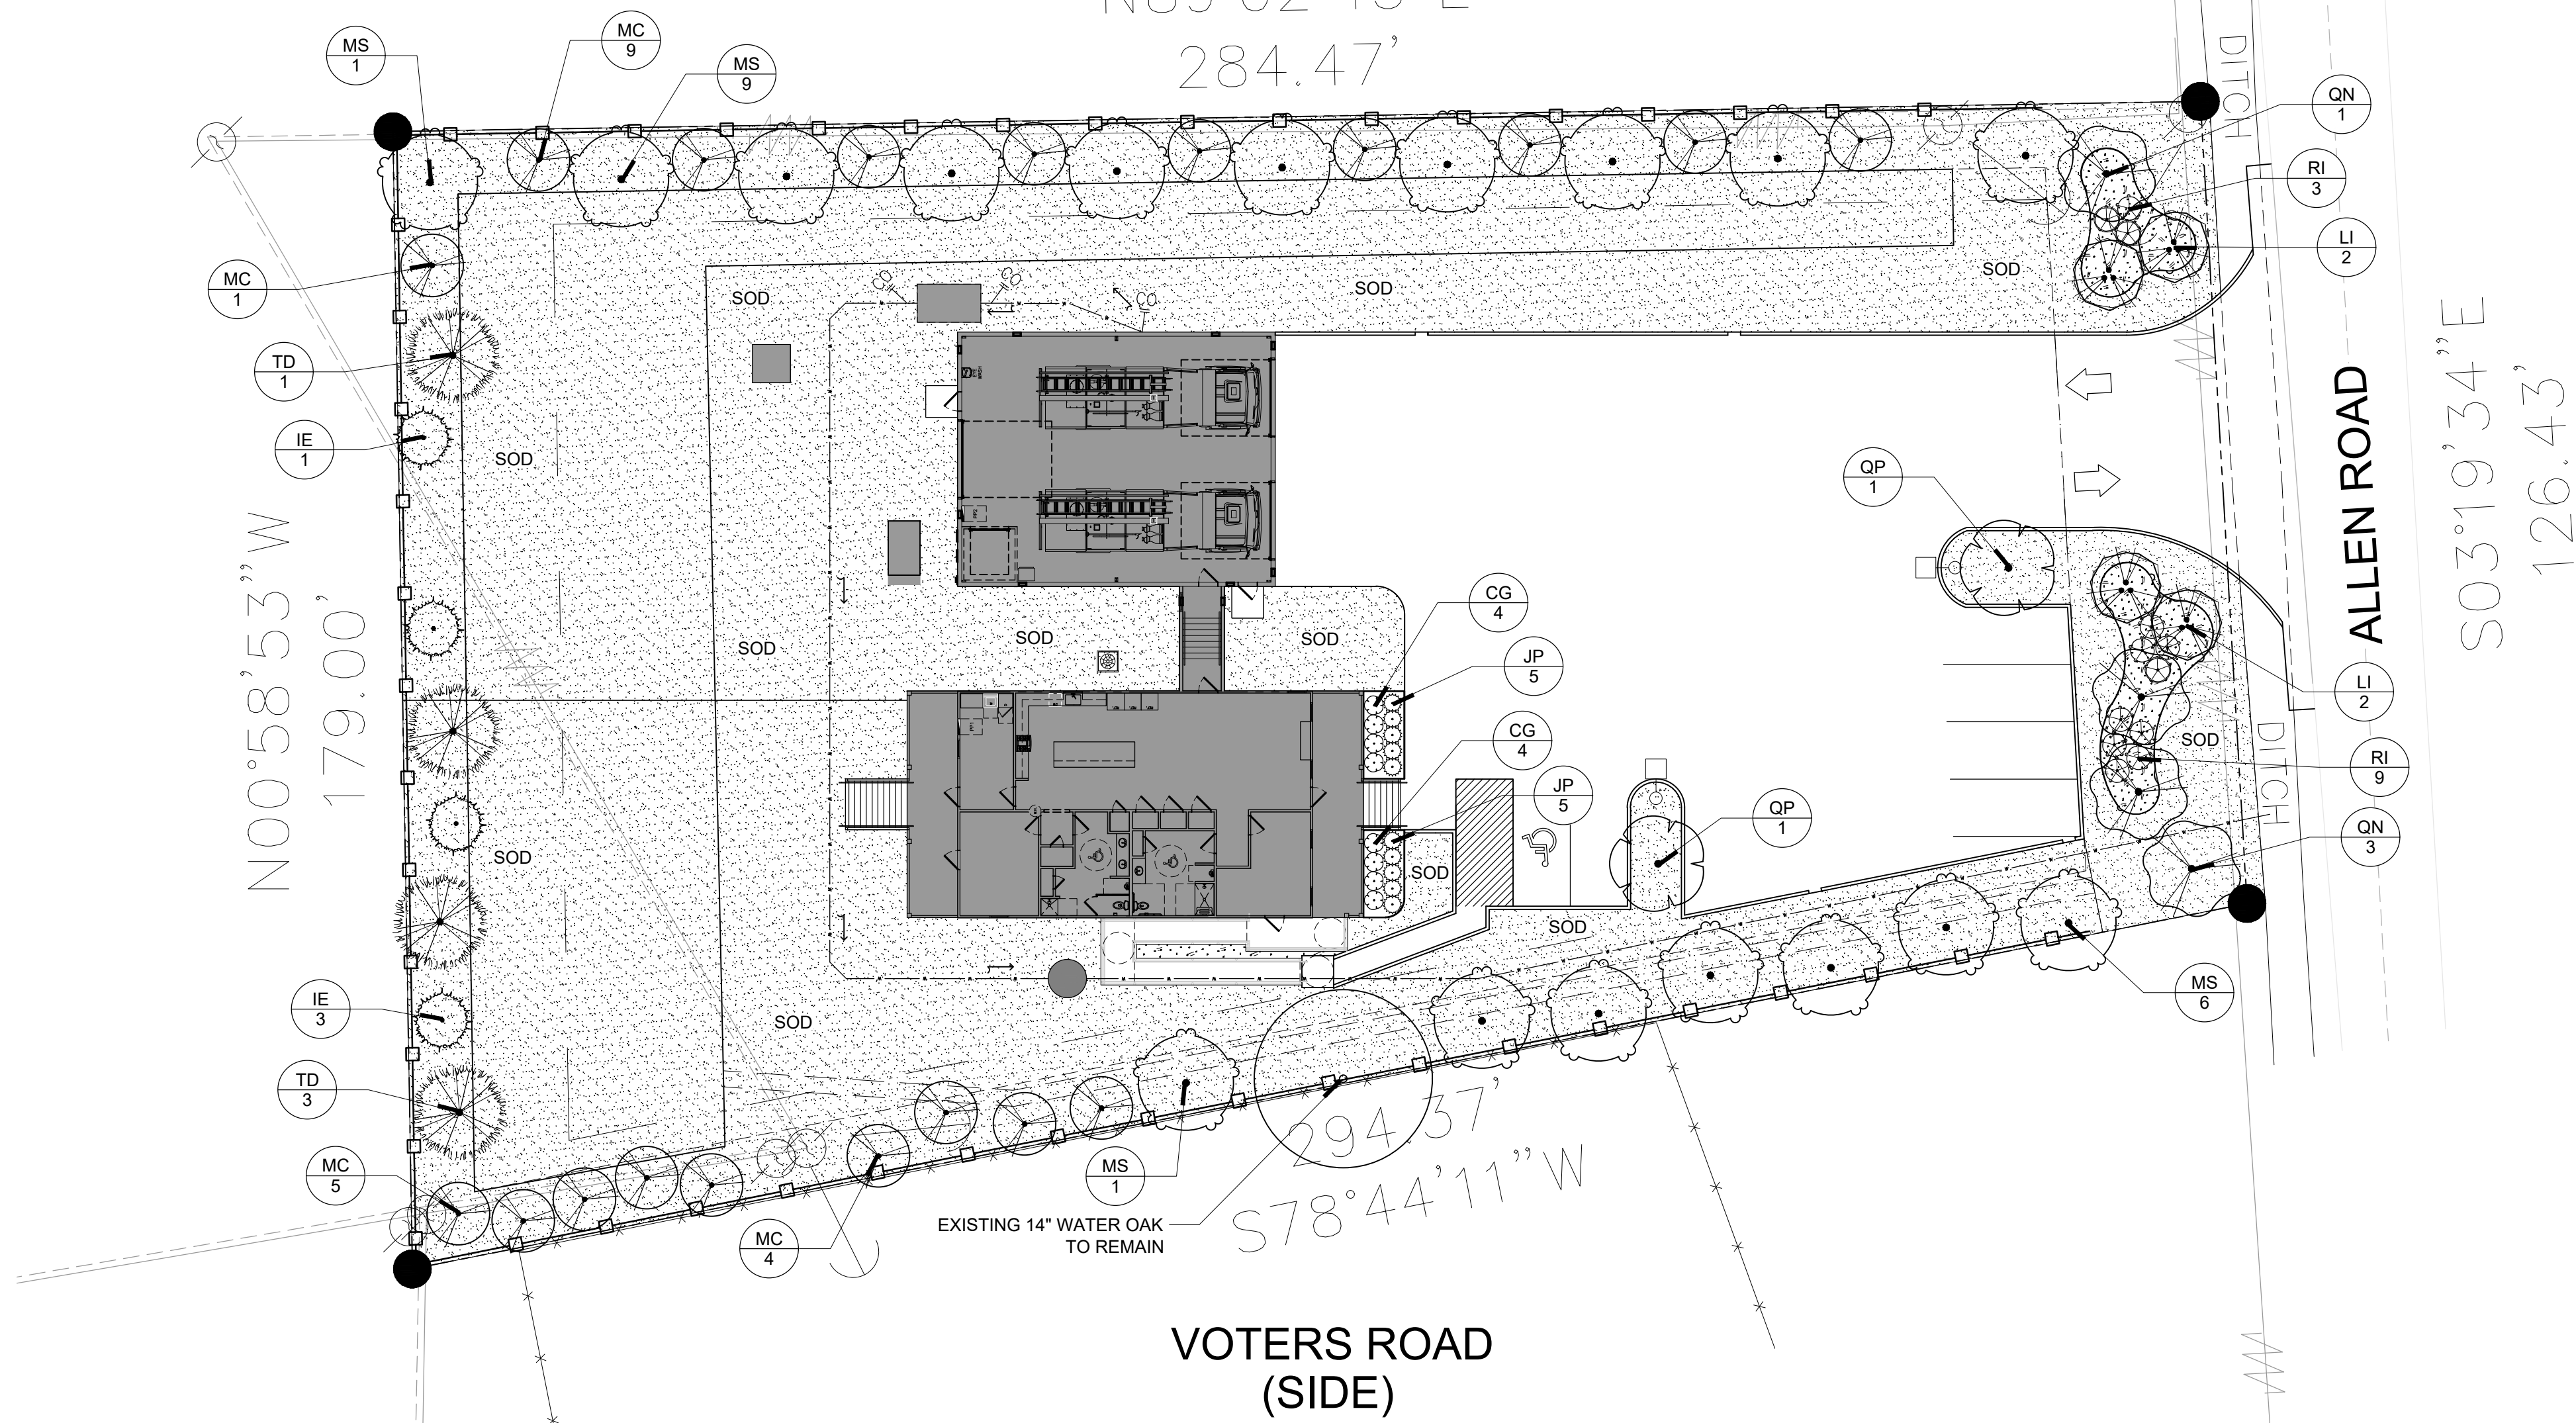 284.47'
MS
1
MC
9
MS
9
DITCH
QN
1
RI
3
LI
2
MC
1
SOD
SOD
SOD
CO
CO
CO
TD
1
IE
1
SOD
ALLEN ROAD
S03°19'34"E
126.43'
QP
1
N00°58'53"W
179.00'
CG
4
JP
5
SOD
SOD
SOD
SOD
LI
2
CG
4
JP
5
DITCH
RI
9
QP
1
QN
3
SOD
SOD
SOD
IE
3
SOD
MS
6
TD
3
294.37'
S78°44'11"W
MC
5
MS
1
MC
4
EXISTING 14" WATER OAK
TO REMAIN
VOTERS ROAD
(SIDE)